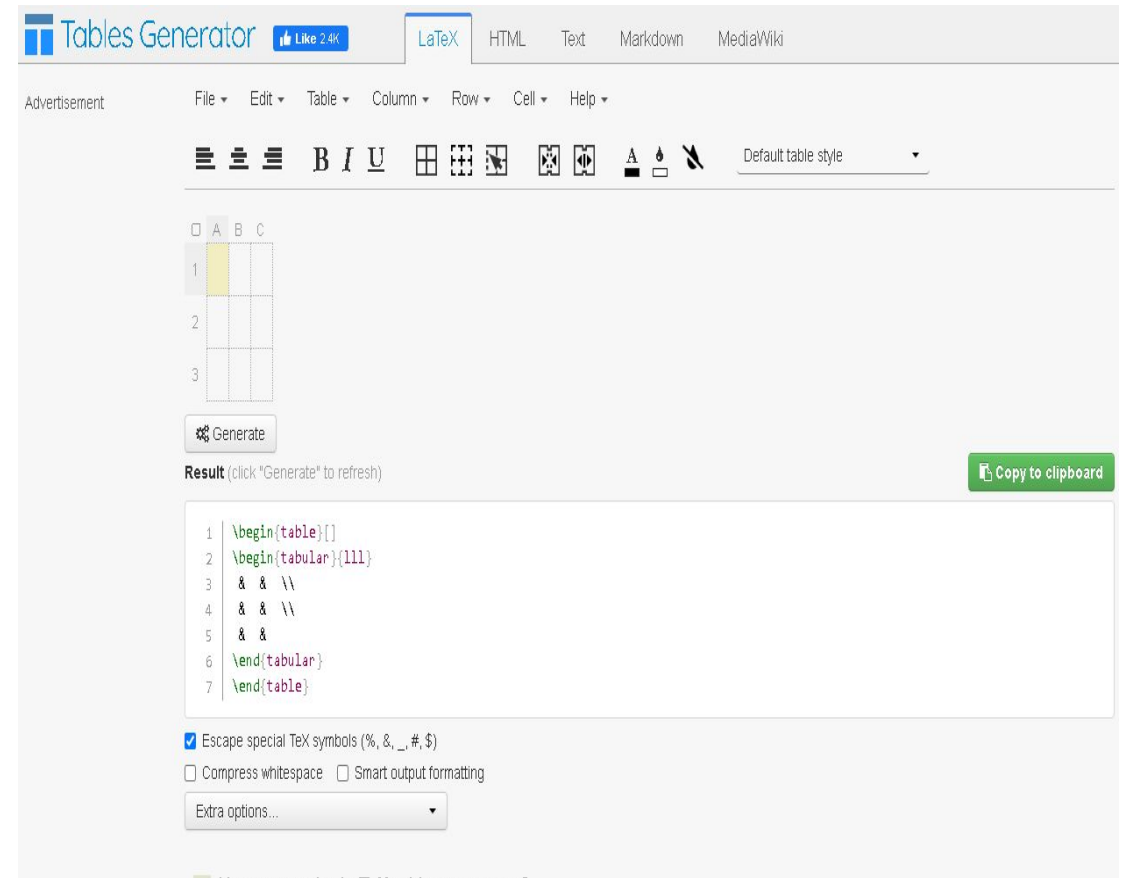 Tables Generator Like 2.4K LaTeX HTML Text Markdown MediaWiki
Advertisement File Edit Table Column Row Cell Help
B I U A Default table style
A B C
1
2
3
Generate
Result (click "Generate" to refresh) Copy to clipboard
1 \begin{table}[]
2 \begin{tabular}{lll}
3 & & \\
4 & & \\
5 & &
6 \end{tabular}
7 \end{table}
Escape special TeX symbols (%, &, _, #, $)
Compress whitespace Smart output formatting
Extra options...